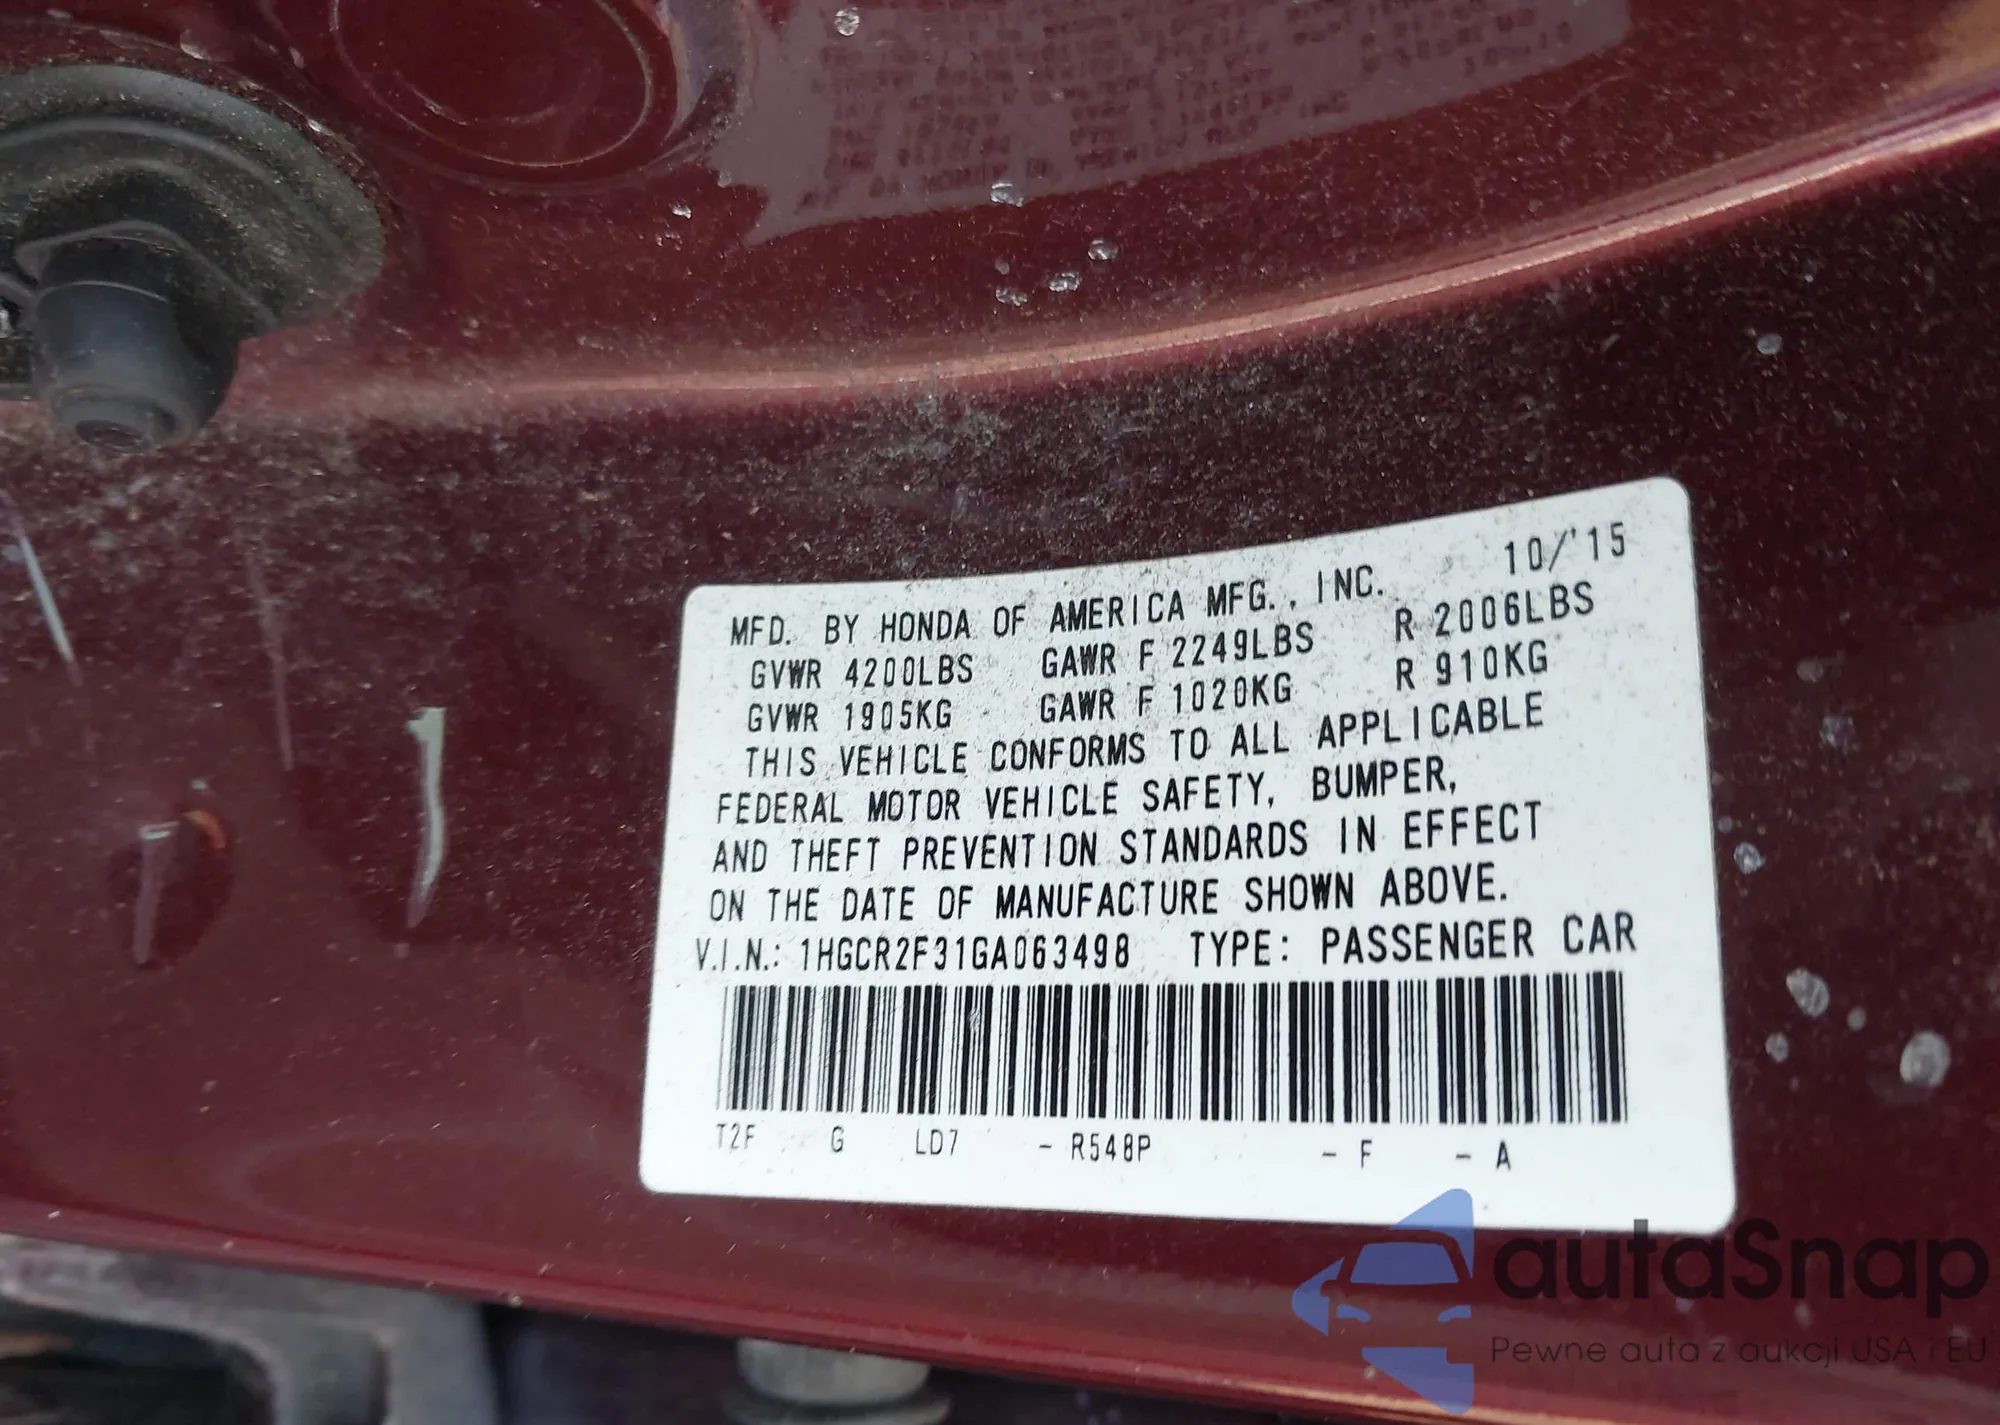 MFD. BY HONDA OF AMERICA MFG., INC. 10/'15
GVWR 4200LBS GAWR F 2249LBS R 2006LBS
GVWR 1905KG GAWR F 1020KG R 910KG
THIS VEHICLE CONFORMS TO ALL APPLICABLE
FEDERAL MOTOR VEHICLE SAFETY, BUMPER,
AND THEFT PREVENTION STANDARDS IN EFFECT
ON THE DATE OF MANUFACTURE SHOWN ABOVE.
V.I.N.: 1HGCR2F31GA063498 TYPE: PASSENGER CAR
T2F G LD7 - R548P - F - A
autaSnap
Pewne auta z aukcji USA i EU